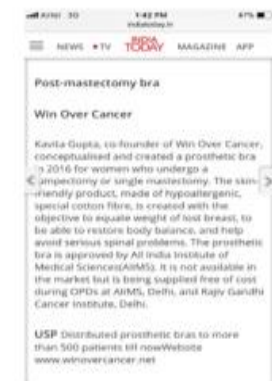 Airtel 3G 1:42 PM 47%
indiatoday.in
NEWS TV INDIA TODAY MAGAZINE APP
Post-mastectomy bra
Win Over Cancer
Kavita Gupta, co-founder of Win Over Cancer,
conceptualised and created a prosthetic bra
in 2016 for women who undergo a
lumpectomy or single mastectomy. The skin-
friendly product, made of hypoallergenic,
special cotton fibre, is created with the
objective to equate weight of lost breast, to
be able to restore body balance, and help
avoid serious spinal problems. The prosthetic
bra is approved by All India Institute of
Medical Sciences(AIIMS). It is not available in
the market but is being supplied free of cost
during OPDs at AIIMS, Delhi, and Rajiv Gandhi
Cancer Institute, Delhi.
USP Distributed prosthetic bras to more
than 500 patients till nowWebsite
www.winovercancer.net